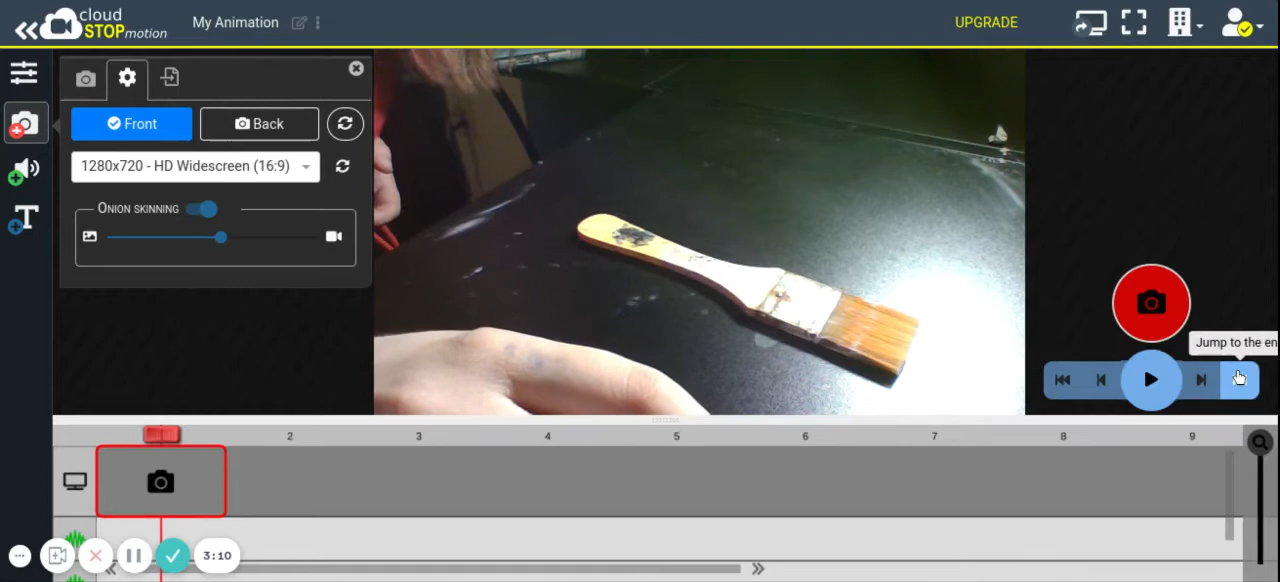 cloud
STOPmotion
My Animation
UPGRADE
Front
Back
1280x720 - HD Widescreen (16:9)
ONION SKINNING
Jump to the en
2 3 4 5 6 7 8 9
3:10